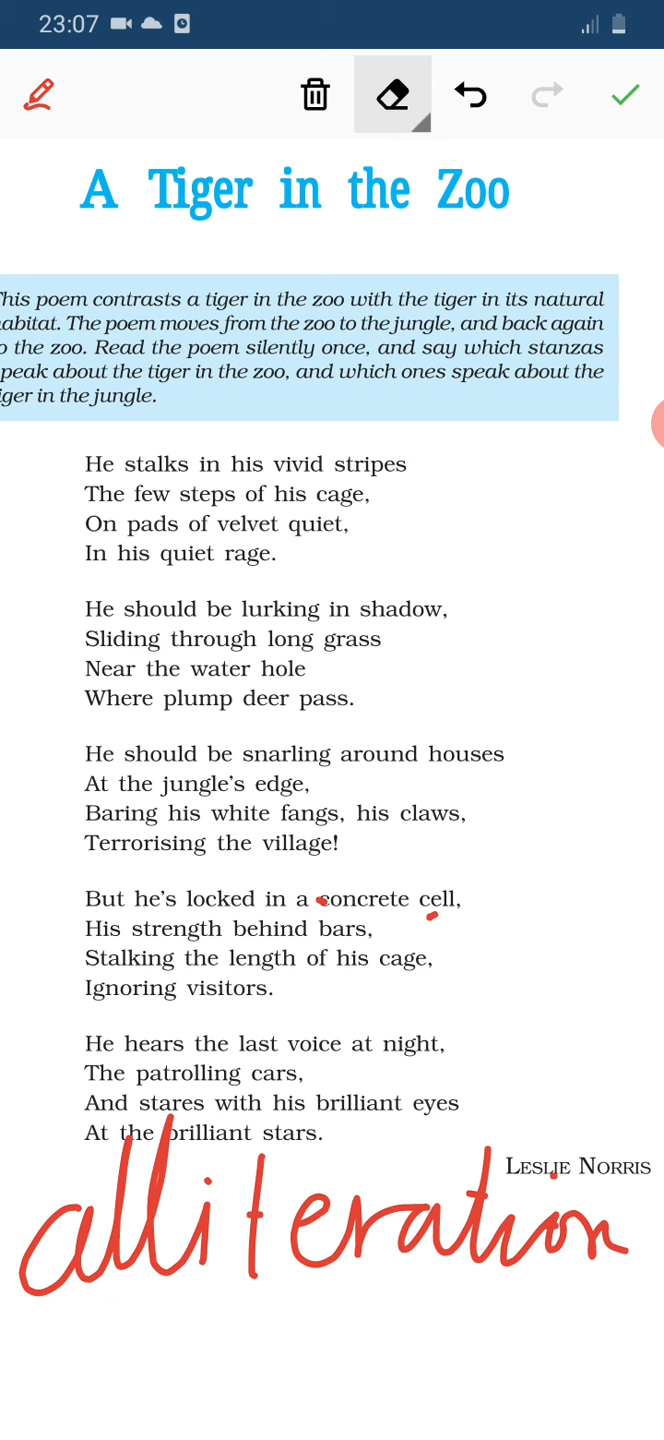 23:07
A Tiger in the Zoo
This poem contrasts a tiger in the zoo with the tiger in its natural
habitat. The poem moves from the zoo to the jungle, and back again
to the zoo. Read the poem silently once, and say which stanzas
speak about the tiger in the zoo, and which ones speak about the
tiger in the jungle.
He stalks in his vivid stripes
The few steps of his cage,
On pads of velvet quiet,
In his quiet rage.
He should be lurking in shadow,
Sliding through long grass
Near the water hole
Where plump deer pass.
He should be snarling around houses
At the jungle's edge,
Baring his white fangs, his claws,
Terrorising the village!
But he's locked in a concrete cell,
His strength behind bars,
Stalking the length of his cage,
Ignoring visitors.
He hears the last voice at night,
The patrolling cars,
And stares with his brilliant eyes
At the brilliant stars.
LESLIE NORRIS
alliteration